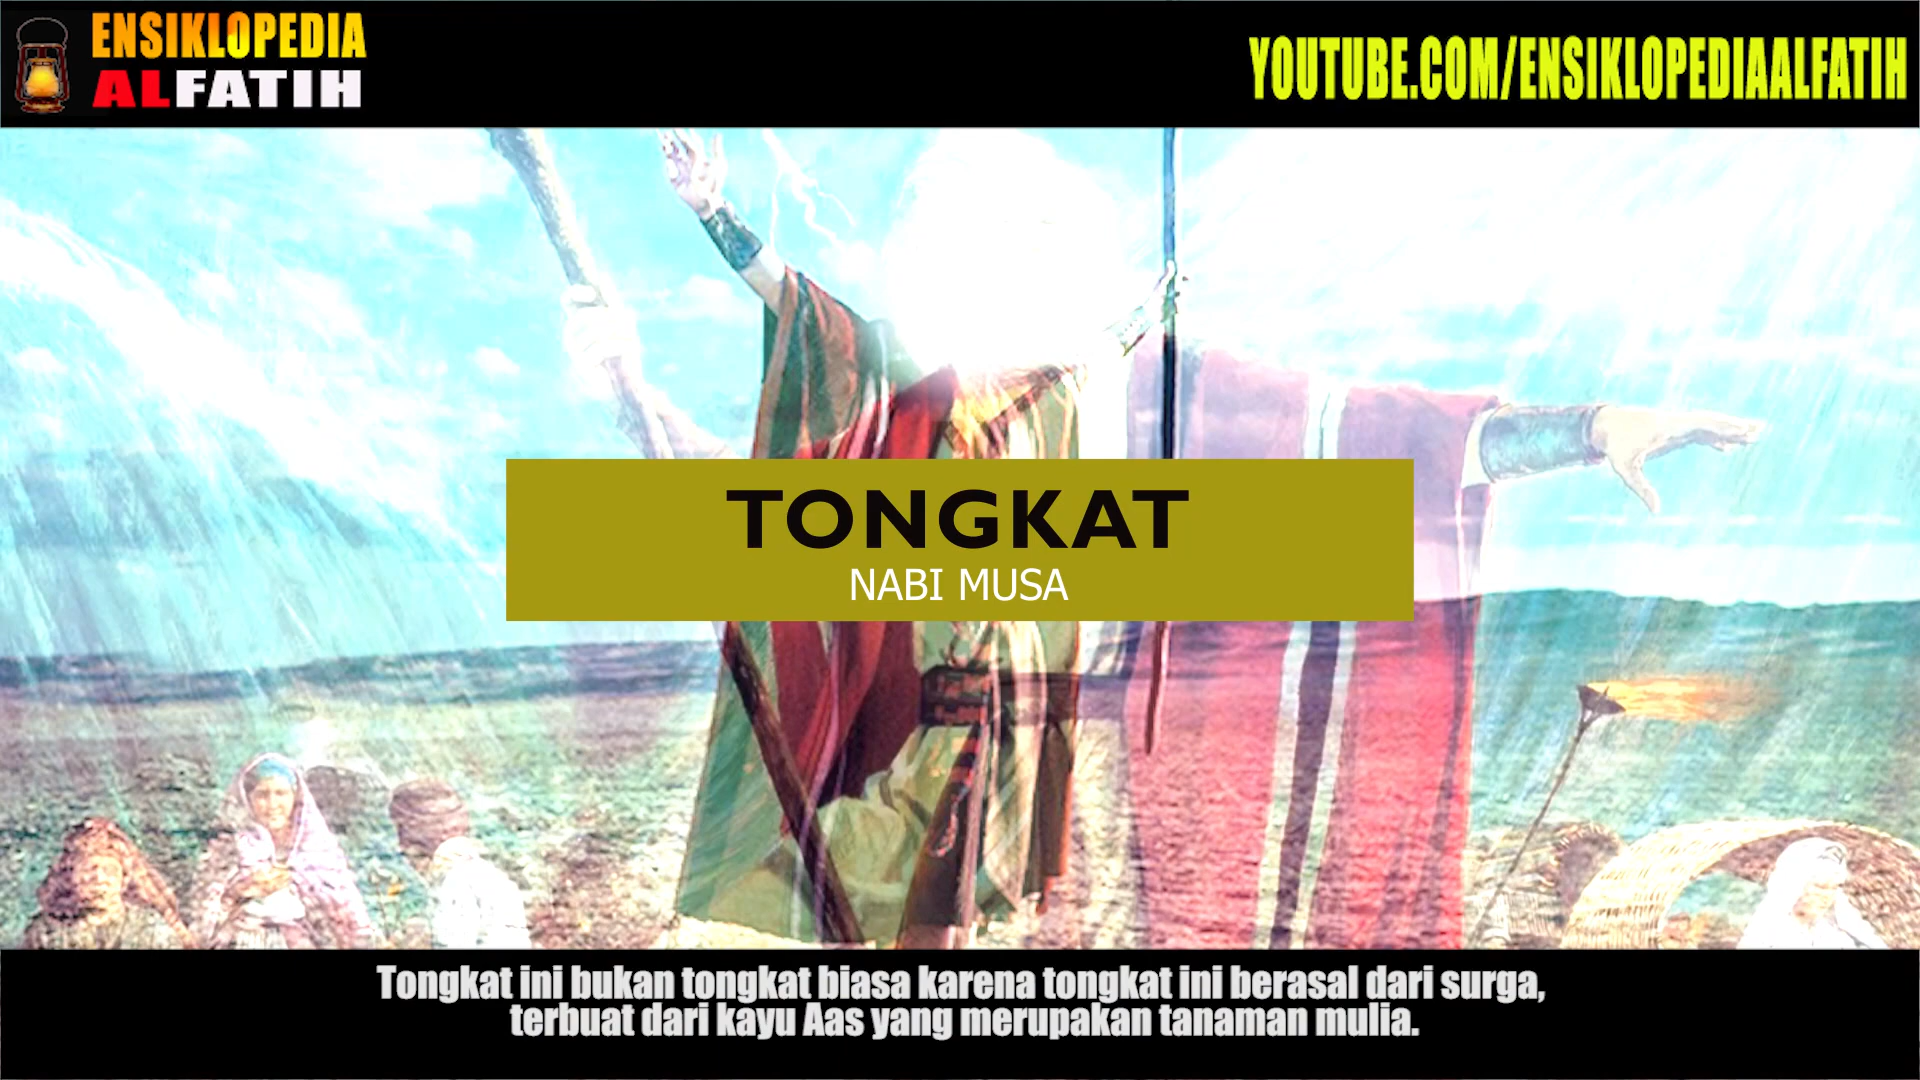 ENSIKLOPEDIA
ALFATIH
YOUTUBE.COM/ENSIKLOPEDIAALFATIH
TONGKAT
NABI MUSA
Tongkat ini bukan tongkat biasa karena tongkat ini berasal dari surga,
terbuat dari kayu Aas yang merupakan tanaman mulia.